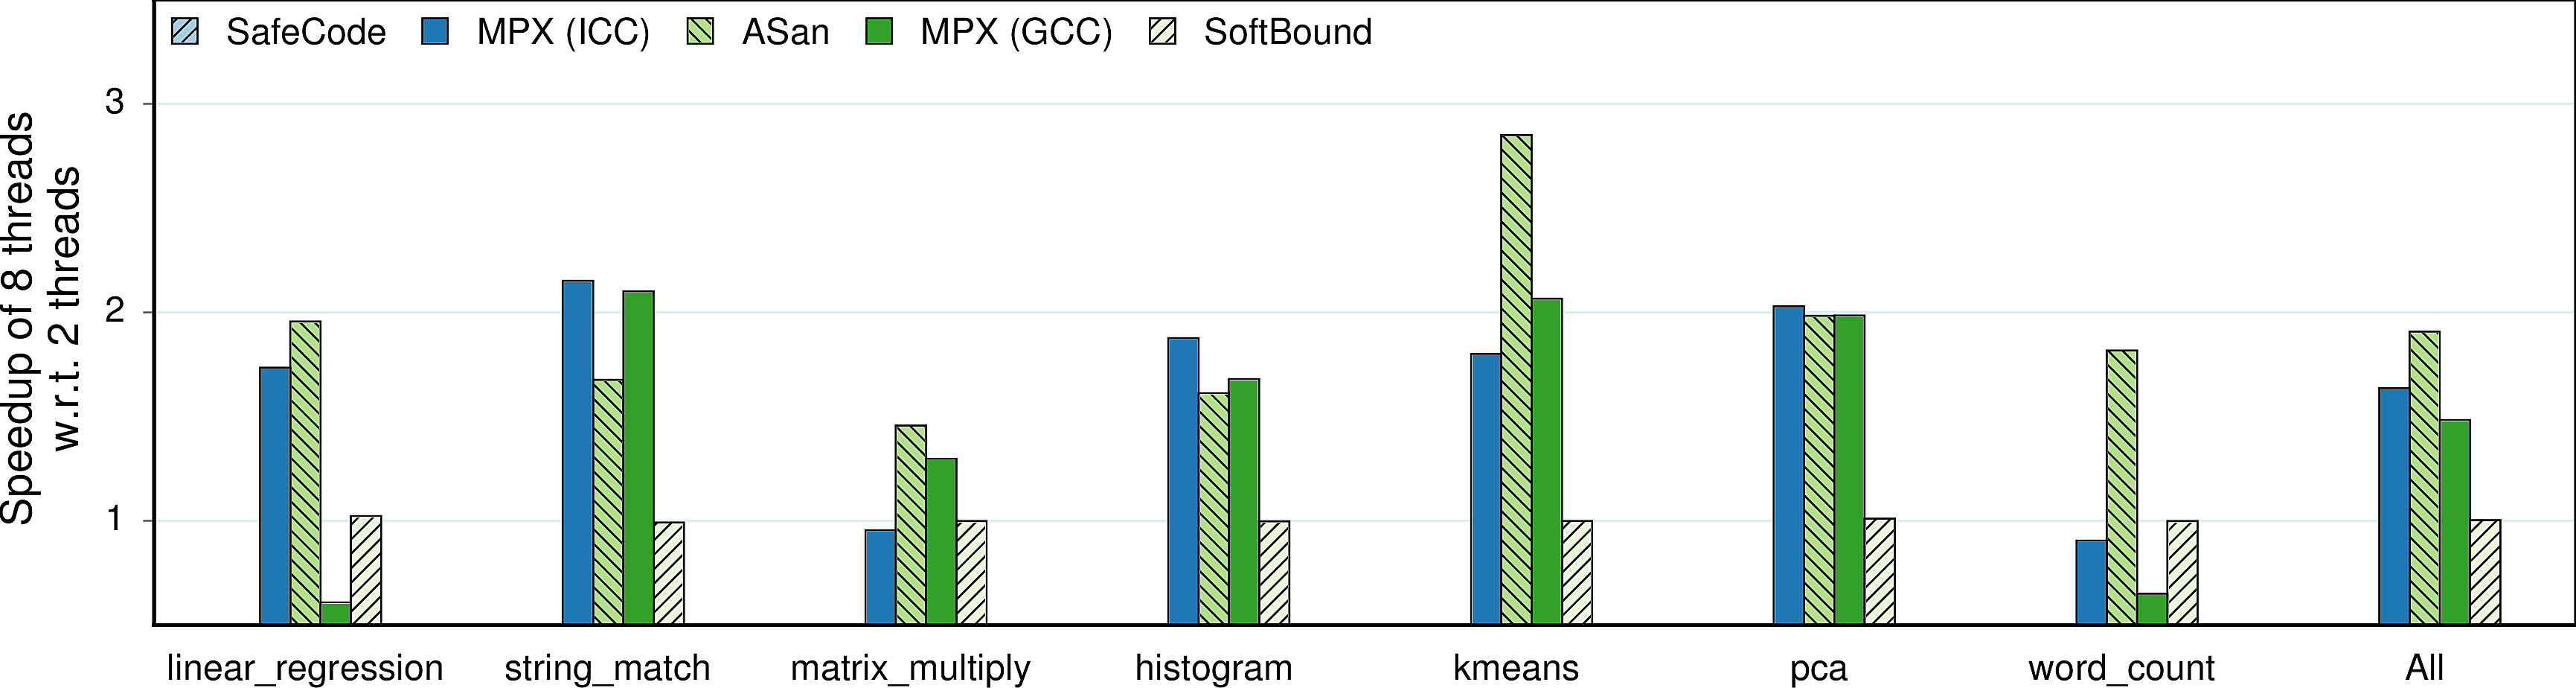 SafeCode MPX (ICC) ASan MPX (GCC) SoftBound
Speedup of 8 threads
w.r.t. 2 threads
3
2
1
linear_regression string_match matrix_multiply histogram kmeans pca word_count All